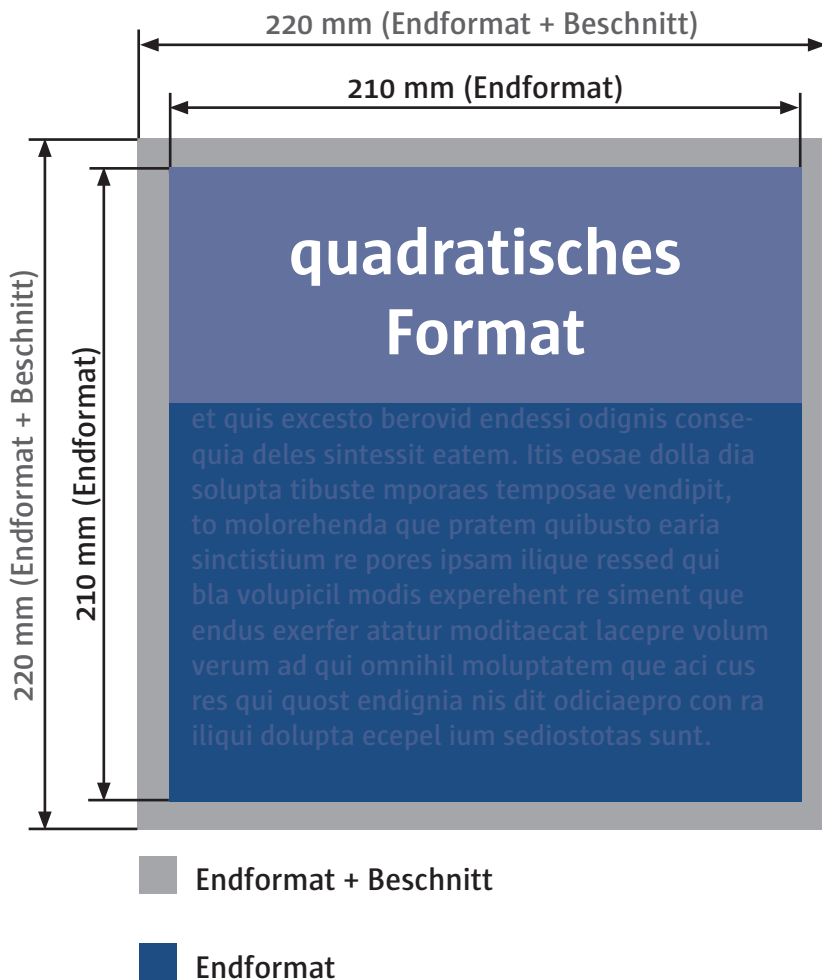 220 mm (Endformat + Beschnitt)
210 mm (Endformat)
220 mm (Endformat + Beschnitt)
210 mm (Endformat)
quadratisches
Format
et quis excesto berovid endessi odignis conse-
quia deles sintessit eatem. Itis eosae dolla dia
solupta tibuste mporaes temposae vendipit,
to molorehenda que pratem quibusto earia
sinctistium re pores ipsam ilique ressed qui
bla volupicil modis experehent re siment que
endus exerfer atatur moditaecat lacepre volum
verum ad qui omnihil moluptatem que aci cus
res qui quost endignia nis dit odiciaepro con ra
iliqui dolupta ecepel ium sediostotas sunt.
Endformat + Beschnitt
Endformat